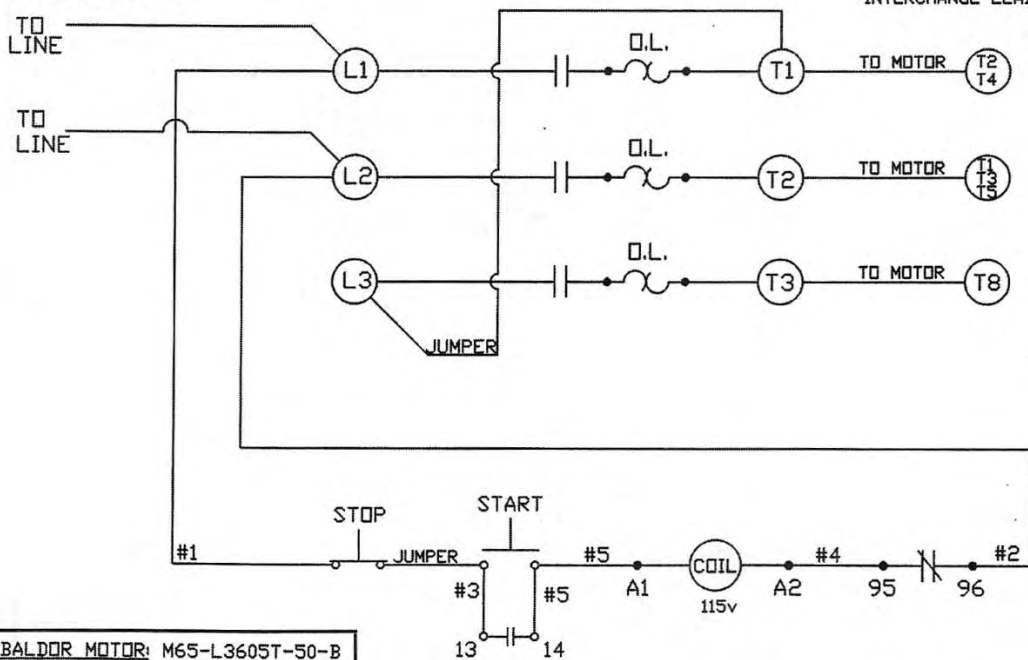 INTERCHANGE
TO
LINE
L1
O.L.
T1
TO MOTOR
T2
T4
TO
LINE
L2
O.L.
T2
TO MOTOR
T1
T3
T5
L3
O.L.
T3
TO MOTOR
T8
JUMPER
STOP
START
#1
JUMPER
#3
#5
#5
A1
COIL
115v
A2
#4
95
96
#2
13
14
BALDOR MOTOR: M65-L3605T-50-B